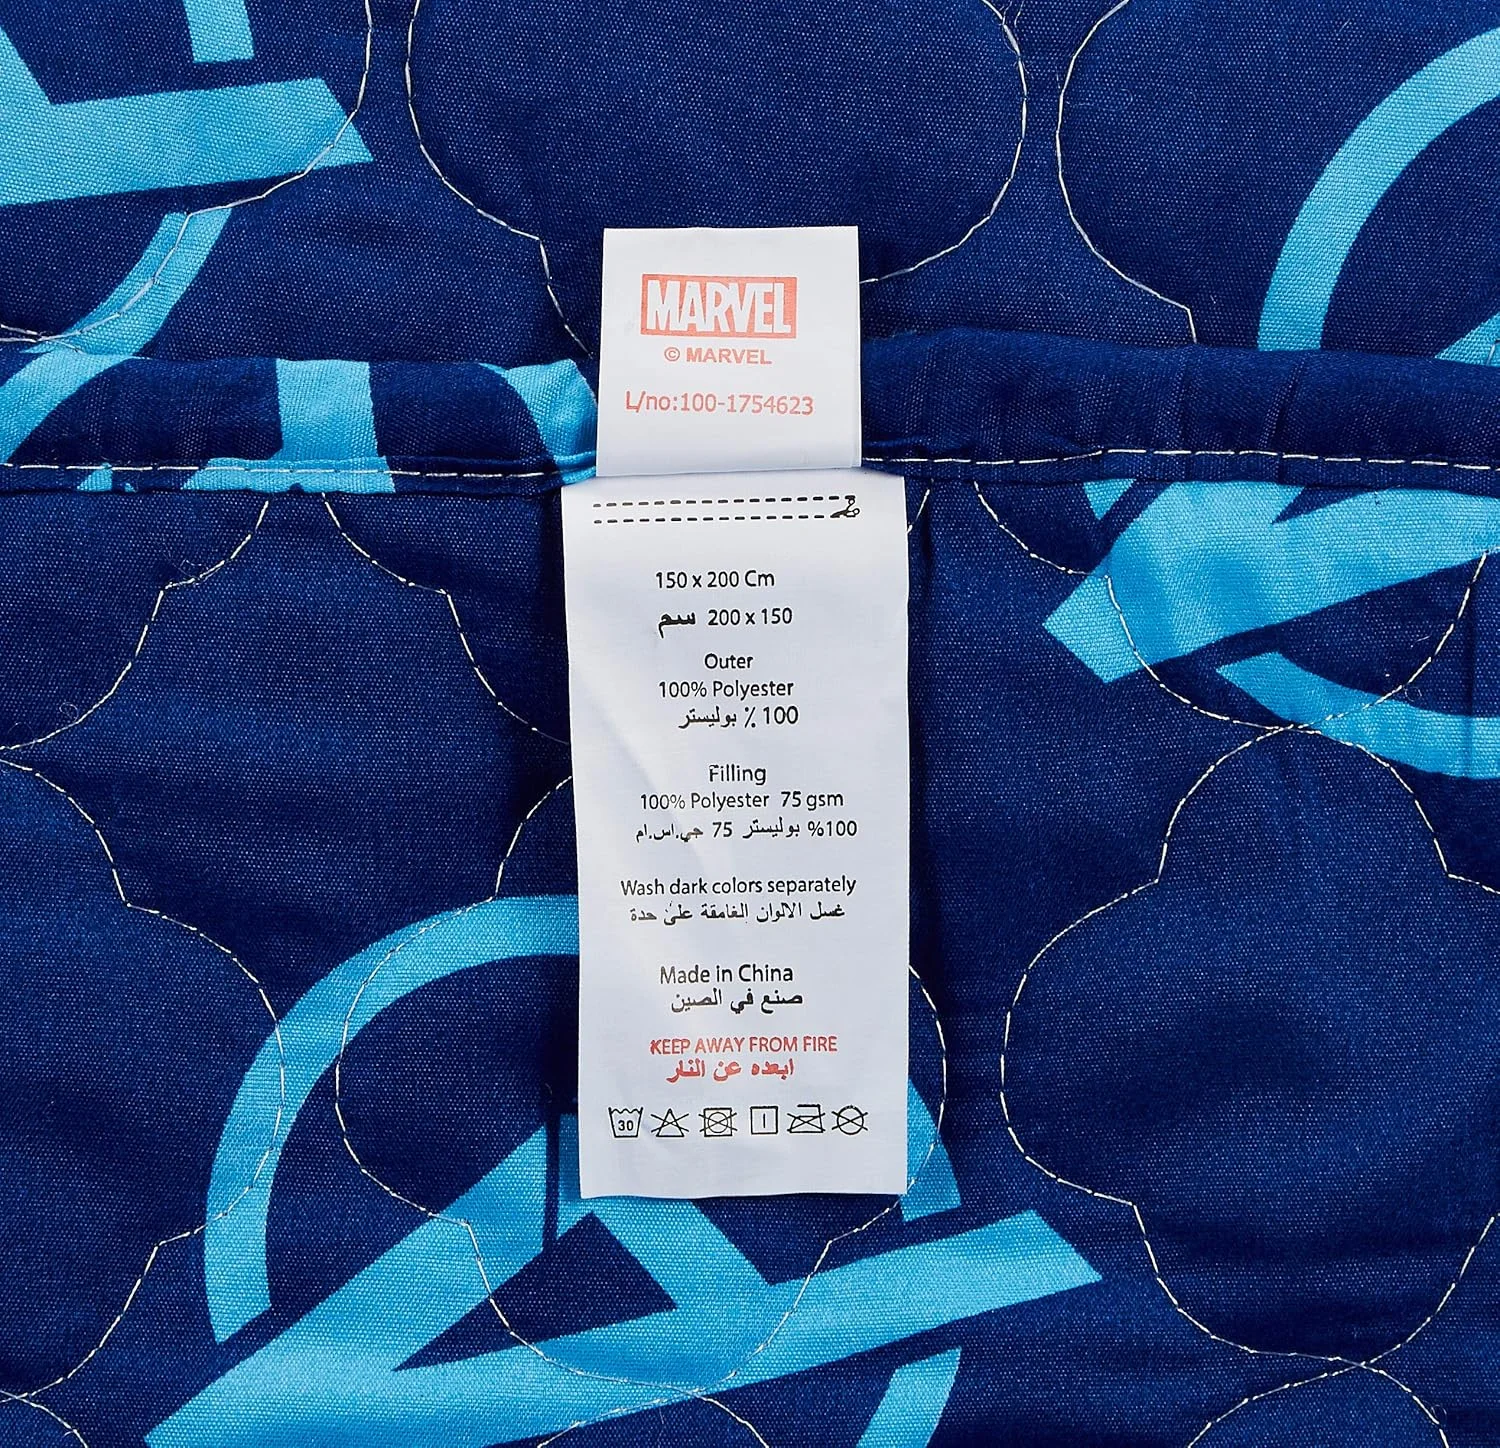 MARVEL
© MARVEL
L/no:100-1754623
150 x 200 Cm
200 x 150 سم
Outer
100% Polyester
100 ٪ بوليستر
Filling
100% Polyester 75 gsm
%100 بوليستر 75 جي.اس.ام
Wash dark colors separately
غسل الالوان الغامقة على حدة
Made in China
صنع في الصين
KEEP AWAY FROM FIRE
ابعده عن النار
30